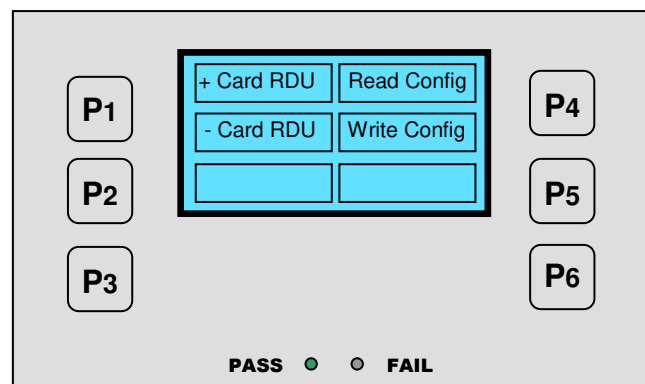 + Card RDU Read Config
- Card RDU Write Config
P1
P2
P3
P4
P5
P6
PASS FAIL